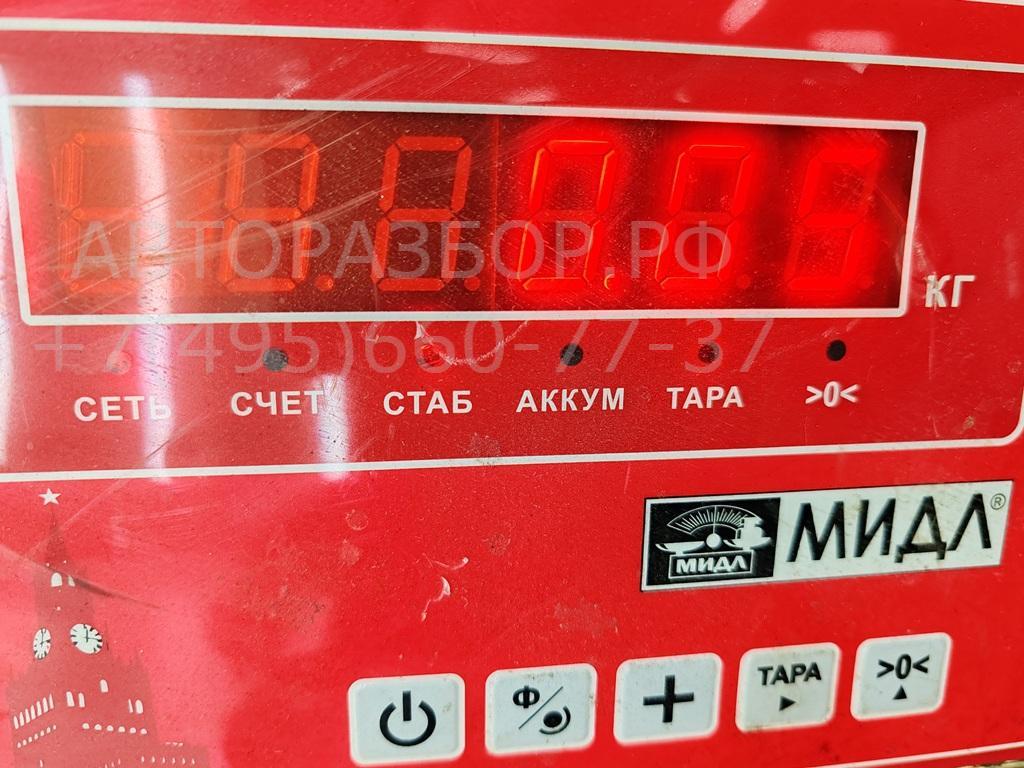 АВТОРАЗБОР.РФ
КГ
+7(495)660-77-37
СЕТЬ СЧЕТ СТАБ АККУМ ТАРА >0<
МИДЛ МИДЛ®
Ф + ТАРА >0<